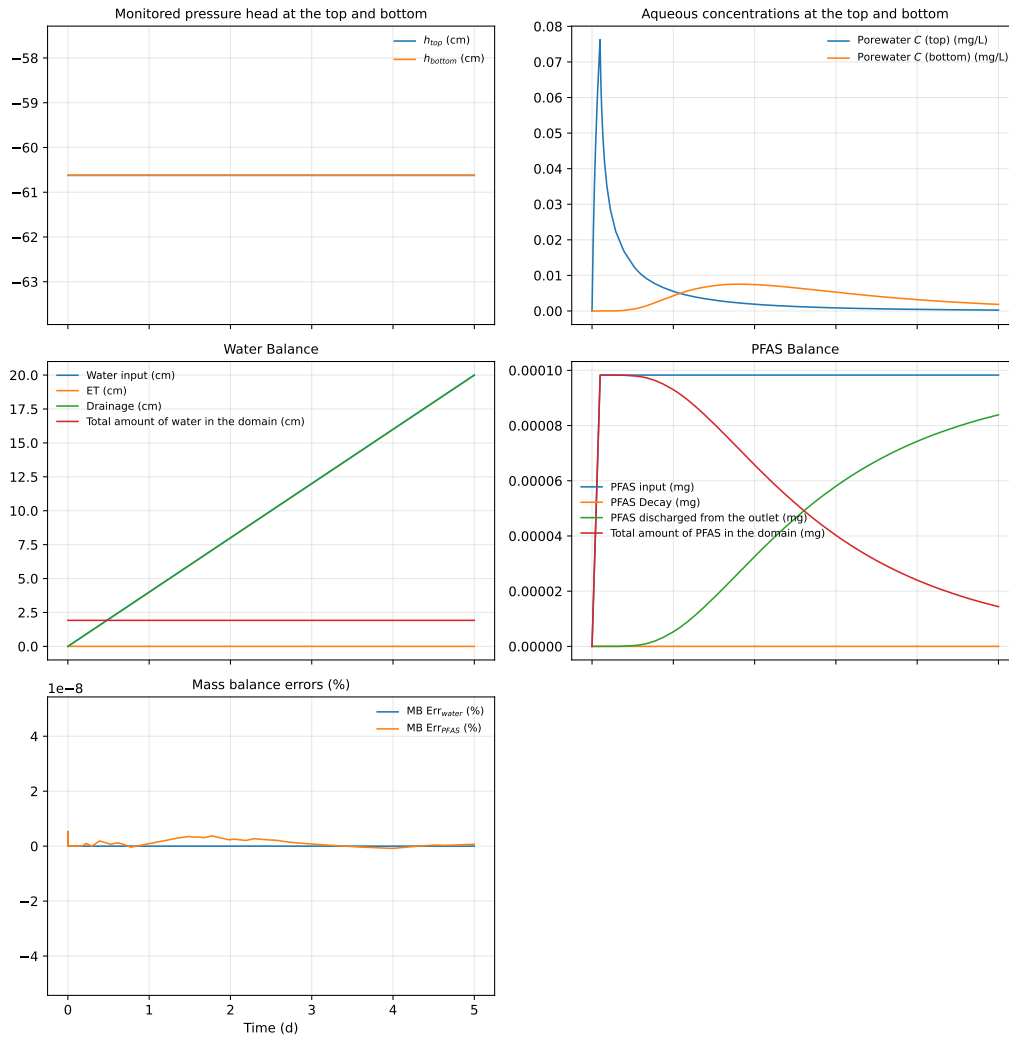 Monitored pressure head at the top and bottom
h_top (cm)
h_bottom (cm)
−58
−59
−60
−61
−62
−63
Aqueous concentrations at the top and bottom
Porewater C (top) (mg/L)
Porewater C (bottom) (mg/L)
0.08
0.07
0.06
0.05
0.04
0.03
0.02
0.01
0.00
Water Balance
Water input (cm)
ET (cm)
Drainage (cm)
Total amount of water in the domain (cm)
20.0
17.5
15.0
12.5
10.0
7.5
5.0
2.5
0.0
PFAS Balance
PFAS input (mg)
PFAS Decay (mg)
PFAS discharged from the outlet (mg)
Total amount of PFAS in the domain (mg)
0.00010
0.00008
0.00006
0.00004
0.00002
0.00000
Mass balance errors (%)
1e−8
MB Err_water (%)
MB Err_PFAS (%)
4
2
0
−2
−4
0 1 2 3 4 5
Time (d)